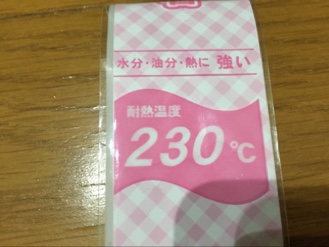 水分・油分・熱に 強い
耐熱温度
230℃